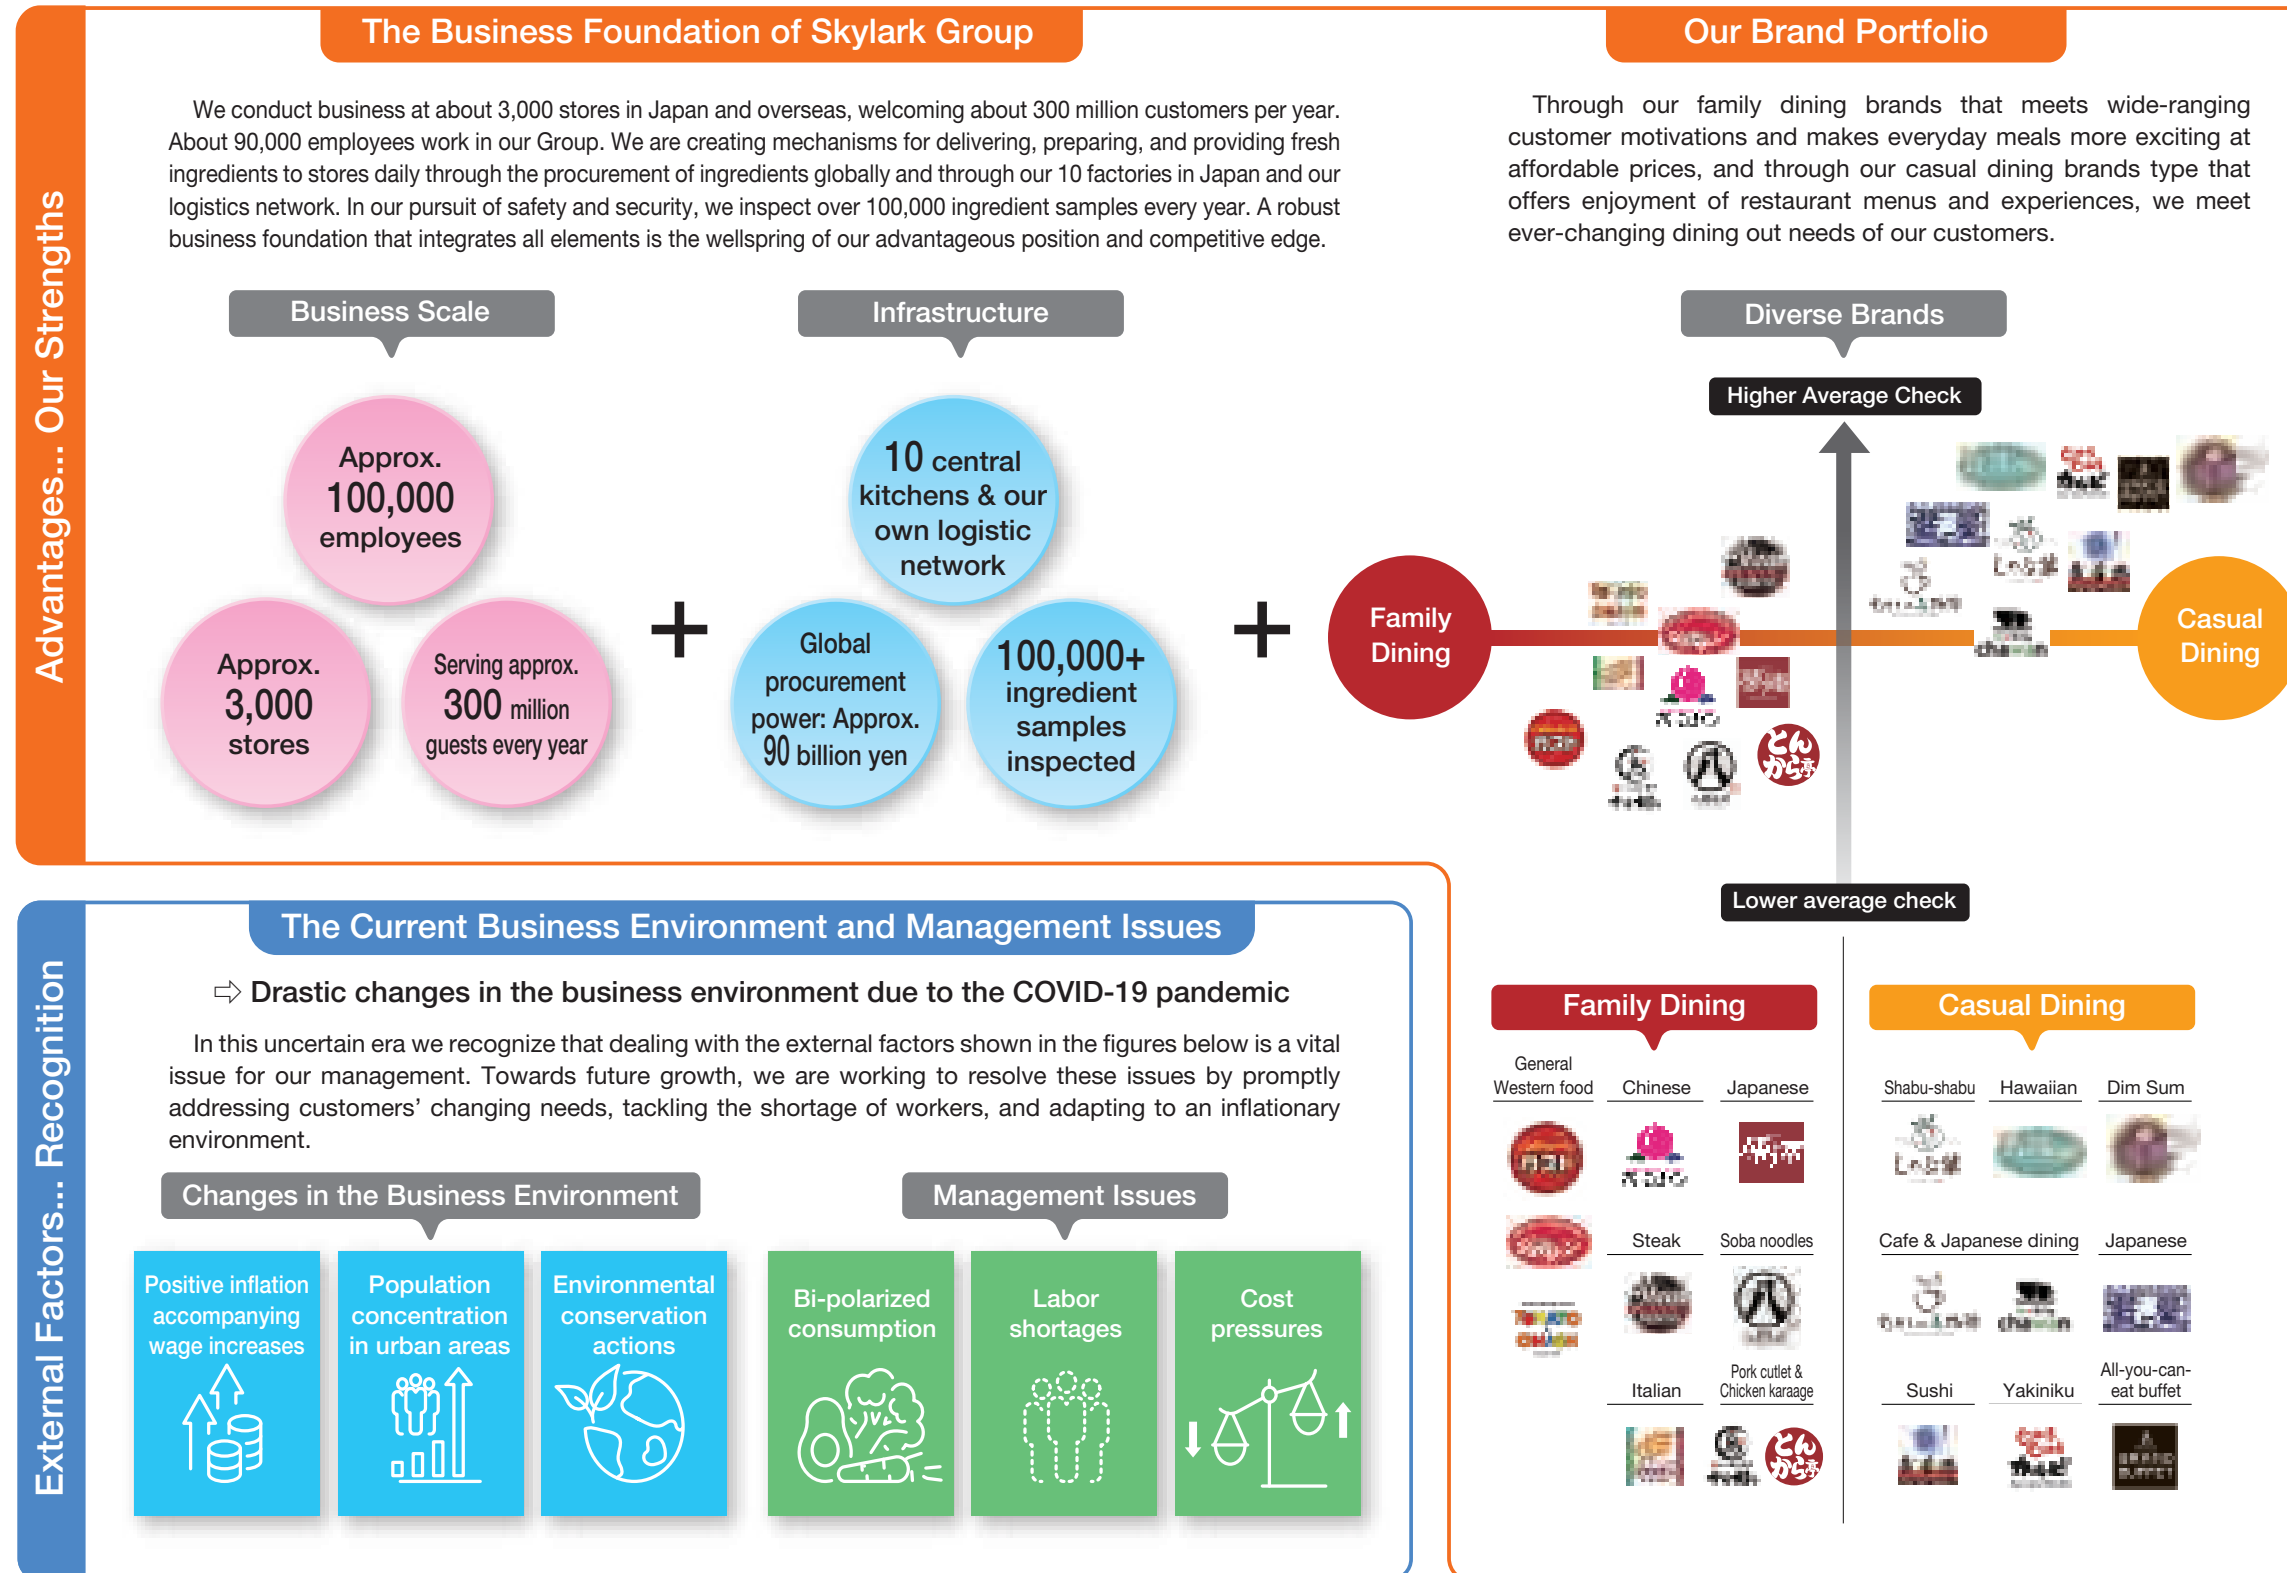 The Business Foundation of Skylark Group
We conduct business at about 3,000 stores in Japan and overseas, welcoming about 300 million customers per year.
About 90,000 employees work in our Group. We are creating mechanisms for delivering, preparing, and providing fresh
ingredients to stores daily through the procurement of ingredients globally and through our 10 factories in Japan and our
logistics network. In our pursuit of safety and security, we inspect over 100,000 ingredient samples every year. A robust
business foundation that integrates all elements is the wellspring of our advantageous position and competitive edge.
Advantages... Our Strengths
Business Scale
Approx.
100,000
employees
Approx.
3,000
stores
Serving approx.
300 million
guests every year
+
Infrastructure
10 central
kitchens & our
own logistic
network
Global
procurement
power: Approx.
90 billion yen
100,000+
ingredient
samples
inspected
+
Our Brand Portfolio
Through our family dining brands that meets wide-ranging
customer motivations and makes everyday meals more exciting at
affordable prices, and through our casual dining brands type that
offers enjoyment of restaurant menus and experiences, we meet
ever-changing dining out needs of our customers.
Diverse Brands
Higher Average Check
Family
Dining
Casual
Dining
とん
から亭
Lower average check
Family Dining
General
Western food
Chinese
Japanese
Steak
Soba noodles
TOMATO
ONION
Italian
Pork cutlet &
Chicken karaage
とん
から亭
Casual Dining
Shabu-shabu
Hawaiian
Dim Sum
Cafe & Japanese dining
Japanese
chawan
Sushi
Yakiniku
All-you-can-
eat buffet
GRAND
BUFFET
External Factors... Recognition
The Current Business Environment and Management Issues
⇨ Drastic changes in the business environment due to the COVID-19 pandemic
In this uncertain era we recognize that dealing with the external factors shown in the figures below is a vital
issue for our management. Towards future growth, we are working to resolve these issues by promptly
addressing customers' changing needs, tackling the shortage of workers, and adapting to an inflationary
environment.
Changes in the Business Environment
Positive inflation
accompanying
wage increases
Population
concentration
in urban areas
Environmental
conservation
actions
Management Issues
Bi-polarized
consumption
Labor
shortages
Cost
pressures